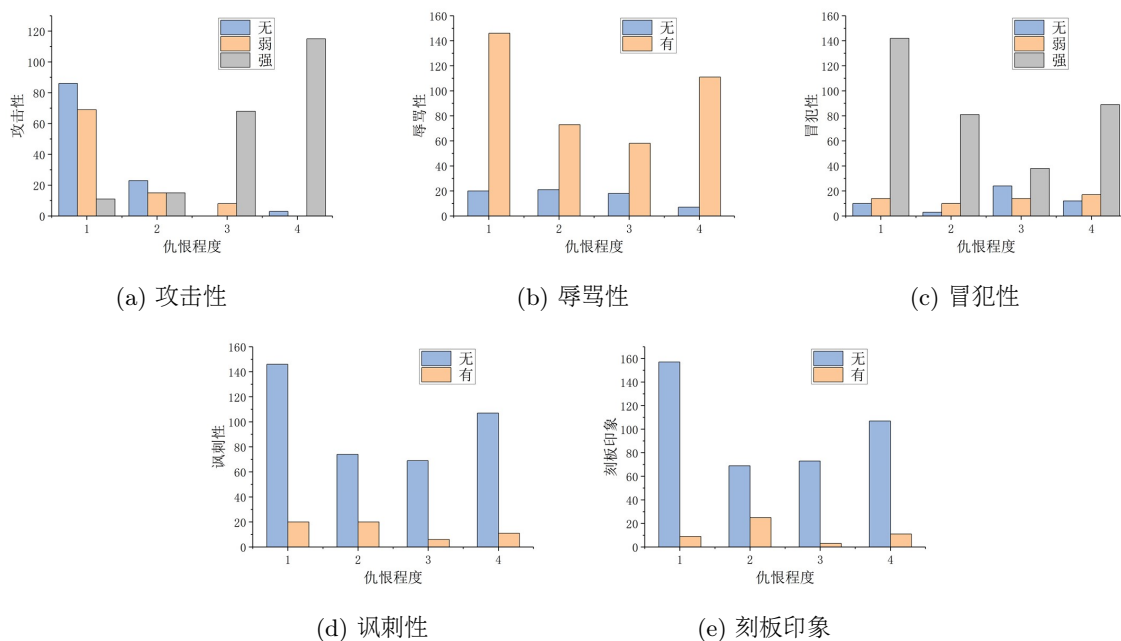 120
100
80
60
40
20
0
攻击性
无
弱
强
1 2 3 4
仇恨程度
(a) 攻击性
160
140
120
100
80
60
40
20
0
辱骂性
无
有
1 2 3 4
仇恨程度
(b) 辱骂性
160
140
120
100
80
60
40
20
0
冒犯性
无
弱
强
1 2 3 4
仇恨程度
(c) 冒犯性
160
140
120
100
80
60
40
20
0
讽刺性
无
有
1 2 3 4
仇恨程度
(d) 讽刺性
160
140
120
100
80
60
40
20
0
刻板印象
无
有
1 2 3 4
仇恨程度
(e) 刻板印象